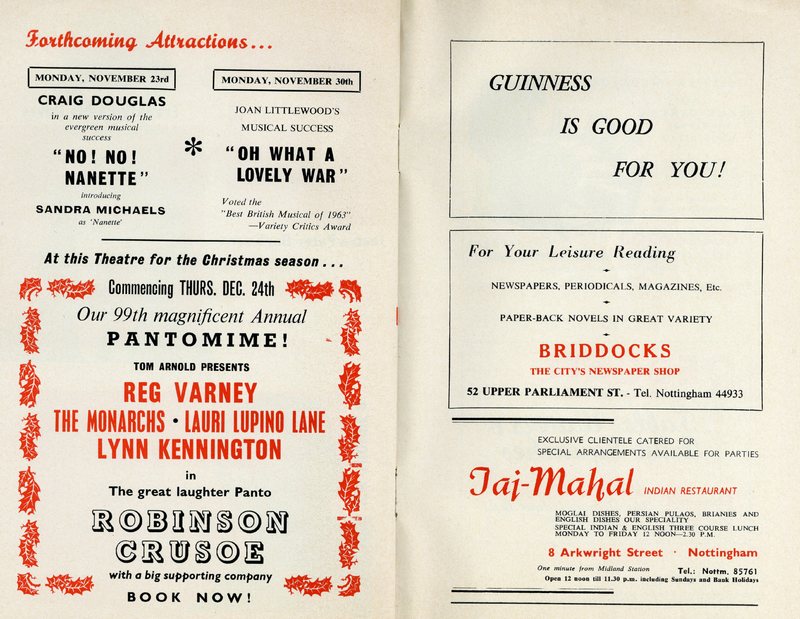 Forthcoming Attractions...
MONDAY, NOVEMBER 23rd
CRAIG DOUGLAS
in a new version of the
evergreen musical
success
"NO! NO!
NANETTE"
introducing
SANDRA MICHAELS
as 'Nanette'
*
MONDAY, NOVEMBER 30th
JOAN LITTLEWOOD'S
MUSICAL SUCCESS
"OH WHAT A
LOVELY WAR"
Voted the
"Best British Musical of 1963"
—Variety Critics Award
At this Theatre for the Christmas season...
Commencing THURS. DEC. 24th
Our 99th magnificent Annual
PANTOMIME!
TOM ARNOLD PRESENTS
REG VARNEY
THE MONARCHS · LAURI LUPINO LANE
LYNN KENNINGTON
in
The great laughter Panto
ROBINSON
CRUSOE
with a big supporting company
BOOK NOW!
GUINNESS
IS GOOD
FOR YOU!
For Your Leisure Reading
NEWSPAPERS, PERIODICALS, MAGAZINES, Etc.
PAPER-BACK NOVELS IN GREAT VARIETY
BRIDDOCKS
THE CITY'S NEWSPAPER SHOP
52 UPPER PARLIAMENT ST. - Tel. Nottingham 44933
EXCLUSIVE CLIENTELE CATERED FOR
SPECIAL ARRANGEMENTS AVAILABLE FOR PARTIES
Taj-Mahal INDIAN RESTAURANT
MOGLAI DISHES, PERSIAN PULAOS, BRIANIES AND
ENGLISH DISHES OUR SPECIALITY
SPECIAL INDIAN & ENGLISH THREE COURSE LUNCH
MONDAY TO FRIDAY 12 NOON—2.30 P.M.
8 Arkwright Street · Nottingham
One minute from Midland Station Tel.: Nottm, 85761
Open 12 noon till 11.30 p.m. including Sundays and Bank Holidays